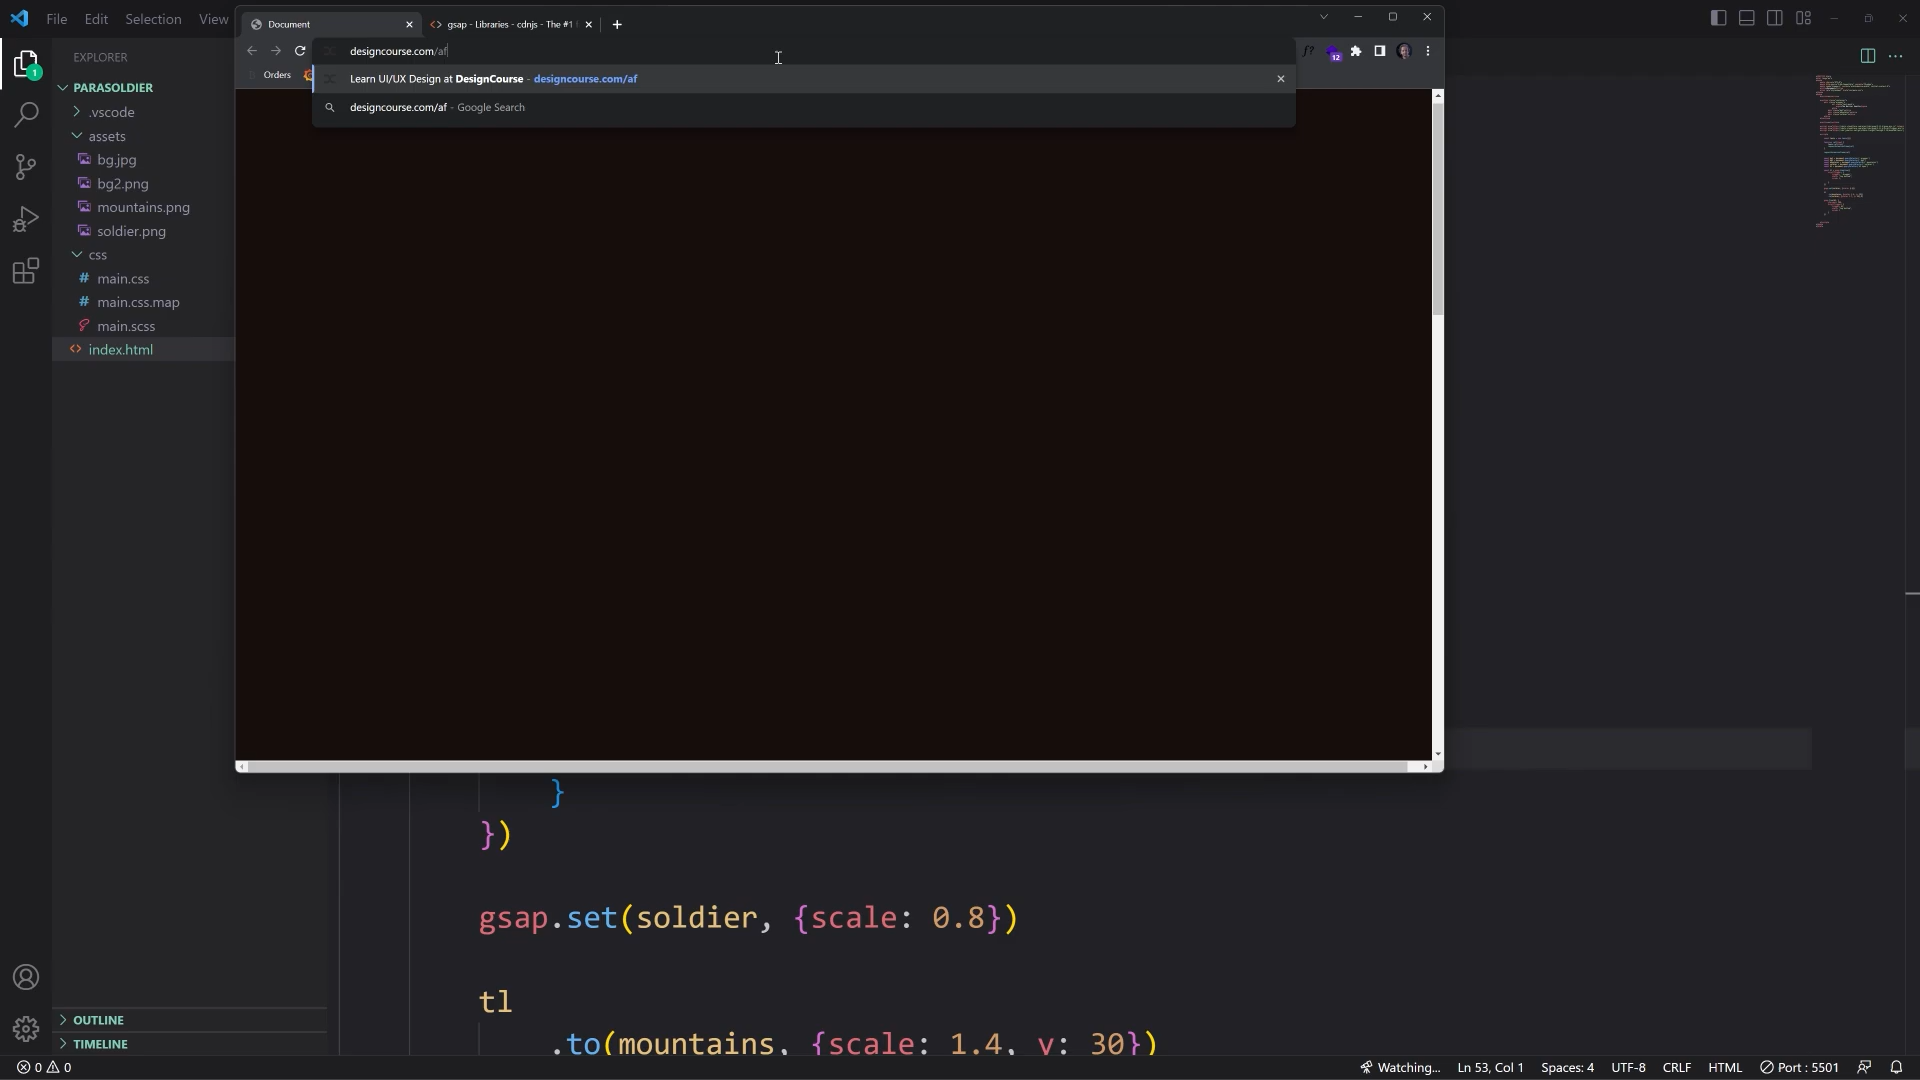 File Edit Selection View
Document
gsap - Libraries - cdnjs - The #1
designcourse.com/af
12
Orders
Learn UI/UX Design at DesignCourse - designcourse.com/af
designcourse.com/af - Google Search
EXPLORER
1
PARASOLDIER
.vscode
assets
bg.jpg
bg2.png
mountains.png
soldier.png
css
main.css
main.css.map
main.scss
index.html
}
})
gsap.set(soldier, {scale: 0.8})
tl
.to(mountains, {scale: 1.4, y: 30})
OUTLINE
TIMELINE
0 0
Watching... Ln 53, Col 1 Spaces: 4 UTF-8 CRLF HTML Port : 5501